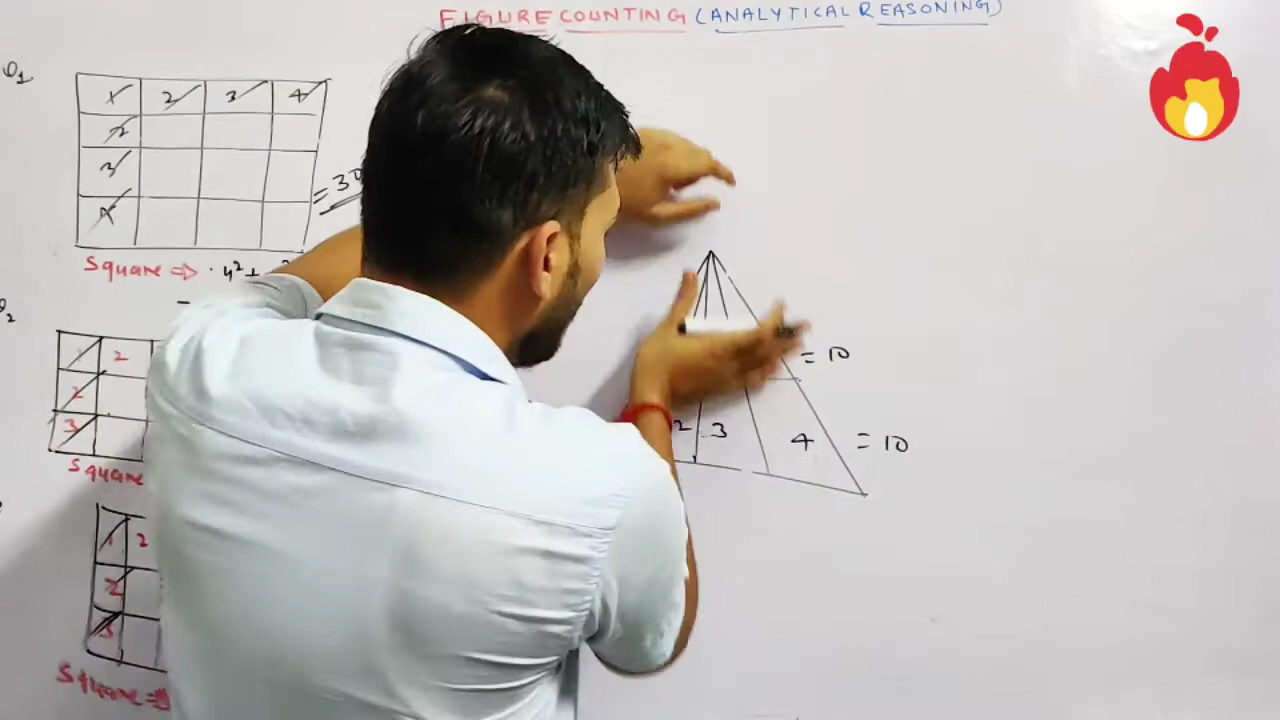 FIGURE COUNTING (ANALYTICAL REASONING)
Q1
1 2 3 4
2
3
4
= 30
Square ⇒ 4² +
1 2
2
3
Square
= 10
2 3 4 = 10
1 2
2
3
Square ⇒